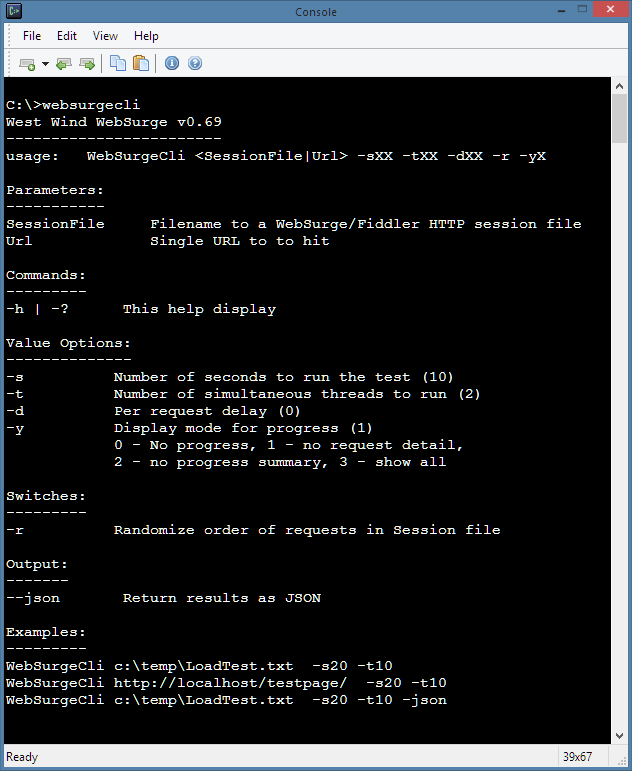 Console
File Edit View Help
C:\>websurgecli
West Wind WebSurge v0.69
------------------------
usage:   WebSurgeCli <SessionFile|Url> -sXX -tXX -dXX -r -yX
Parameters:
-----------
SessionFile     Filename to a WebSurge/Fiddler HTTP session file
Url             Single URL to to hit
Commands:
---------
-h | -?      This help display
Value Options:
--------------
-s          Number of seconds to run the test (10)
-t          Number of simultaneous threads to run (2)
-d          Per request delay (0)
-y          Display mode for progress (1)
            0 - No progress, 1 - no request detail,
            2 - no progress summary, 3 - show all
Switches:
---------
-r          Randomize order of requests in Session file
Output:
-------
--json       Return results as JSON
Examples:
---------
WebSurgeCli c:\temp\LoadTest.txt  -s20 -t10
WebSurgeCli http://localhost/testpage/  -s20 -t10
WebSurgeCli c:\temp\LoadTest.txt  -s20 -t10 -json
Ready 39x67